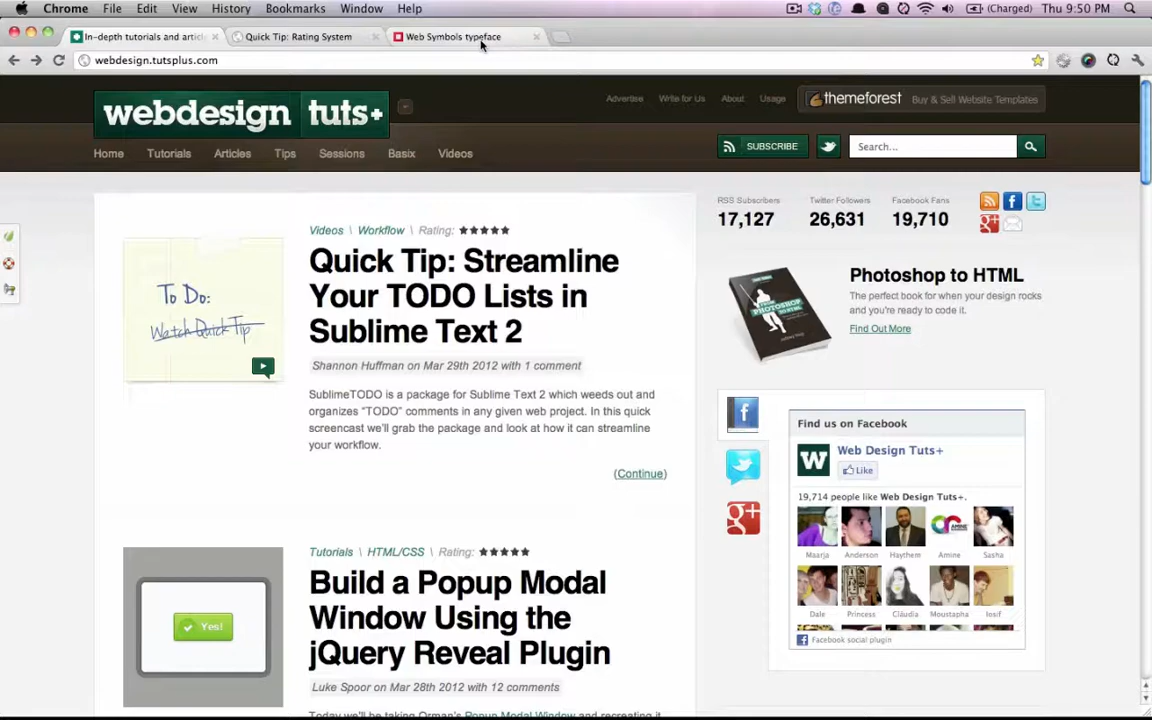 Chrome File Edit View History Bookmarks Window Help (Charged) Thu 9:50 PM
In-depth tutorials and artic Quick Tip: Rating System Web Symbols typeface
webdesign.tutsplus.com
webdesign tuts+
Advertise Write for Us About Usage themeforest Buy & Sell Website Templates
Home Tutorials Articles Tips Sessions Basix Videos
SUBSCRIBE Search...
RSS Subscribers Twitter Followers Facebook Fans
17,127 26,631 19,710
Videos \ Workflow \ Rating: ★★★★★
Quick Tip: Streamline
Your TODO Lists in
Sublime Text 2
Shannon Huffman on Mar 29th 2012 with 1 comment
SublimeTODO is a package for Sublime Text 2 which weeds out and
organizes "TODO" comments in any given web project. In this quick
screencast we'll grab the package and look at how it can streamline
your workflow.
(Continue)
To Do:
Watch Quick Tip
Photoshop to HTML
The perfect book for when your design rocks
and you're ready to code it.
Find Out More
PHOTOSHOP
TO HTML
Find us on Facebook
W Web Design Tuts+
Like
19,714 people like Web Design Tuts+.
Maarja Anderson Haythem Amine Sasha
Dale Princess Cláudia Moustapha Iosif
Facebook social plugin
Tutorials \ HTML/CSS \ Rating: ★★★★★
Build a Popup Modal
Window Using the
jQuery Reveal Plugin
Luke Spoor on Mar 28th 2012 with 12 comments
Today we'll be taking Orman's Popup Modal Window and recreating it
Yes!